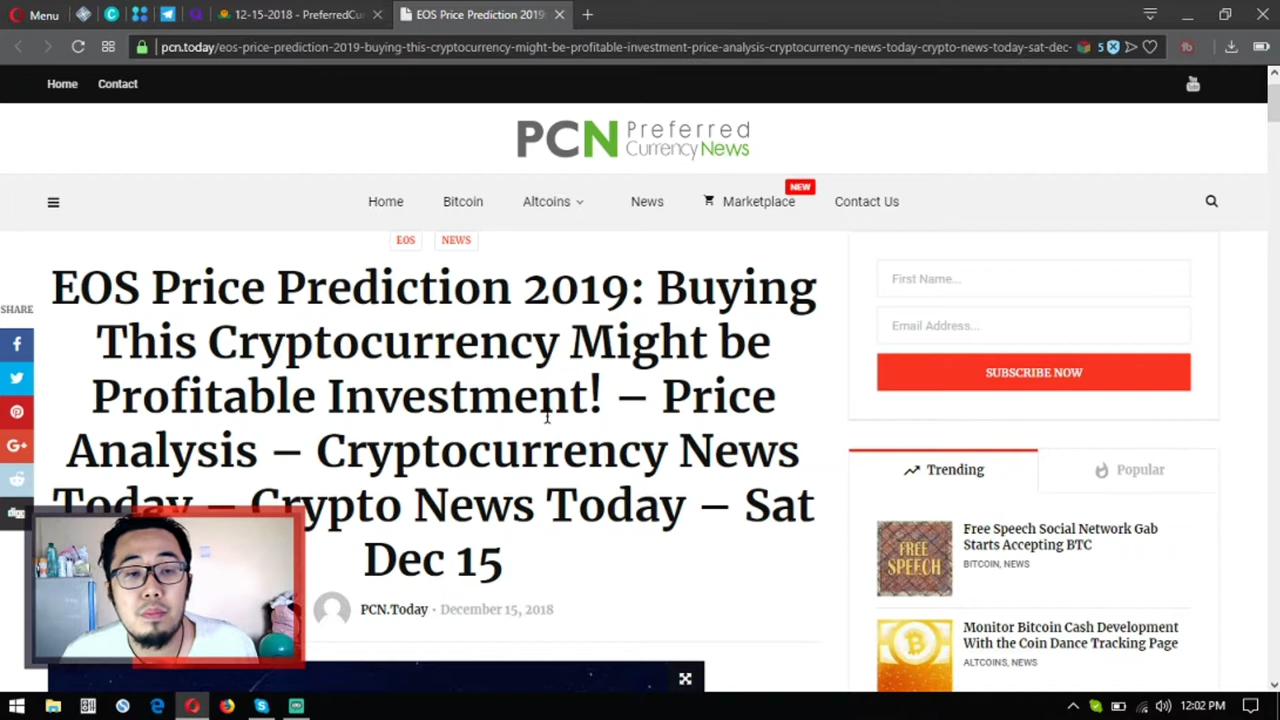 Menu
12-15-2018 - PreferredCu
EOS Price Prediction 2019:
pcn.today/eos-price-prediction-2019-buying-this-cryptocurrency-might-be-profitable-investment-price-analysis-cryptocurrency-news-today-crypto-news-today-sat-dec-
5
Home
Contact
PCN Preferred
CurrencyNews
NEW
Home
Bitcoin
Altcoins
News
Marketplace
Contact Us
EOS
NEWS
EOS Price Prediction 2019: Buying
This Cryptocurrency Might be
Profitable Investment! – Price
Analysis – Cryptocurrency News
Today – Crypto News Today – Sat
Dec 15
PCN.Today - December 15, 2018
SHARE
digg
First Name...
Email Address...
SUBSCRIBE NOW
Trending
Popular
FREE
SPEECH
Free Speech Social Network Gab
Starts Accepting BTC
BITCOIN, NEWS
Monitor Bitcoin Cash Development
With the Coin Dance Tracking Page
ALTCOINS, NEWS
12:02 PM